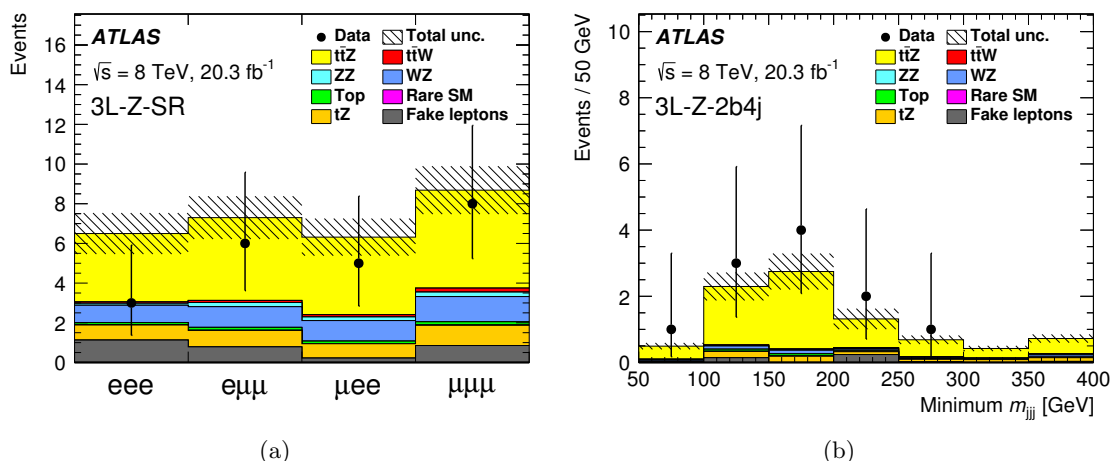 Events
16
14
12
10
8
6
4
2
0
ATLAS
√s = 8 TeV, 20.3 fb⁻¹
3L-Z-SR
Data Total unc.
tt̄Z tt̄W
ZZ WZ
Top Rare SM
tZ Fake leptons
eee eμμ μee μμμ
(a)
Events / 50 GeV
10
8
6
4
2
0
ATLAS
√s = 8 TeV, 20.3 fb⁻¹
3L-Z-2b4j
Data Total unc.
tt̄Z tt̄W
ZZ WZ
Top Rare SM
tZ Fake leptons
50 100 150 200 250 300 350 400
Minimum m_jjj [GeV]
(b)